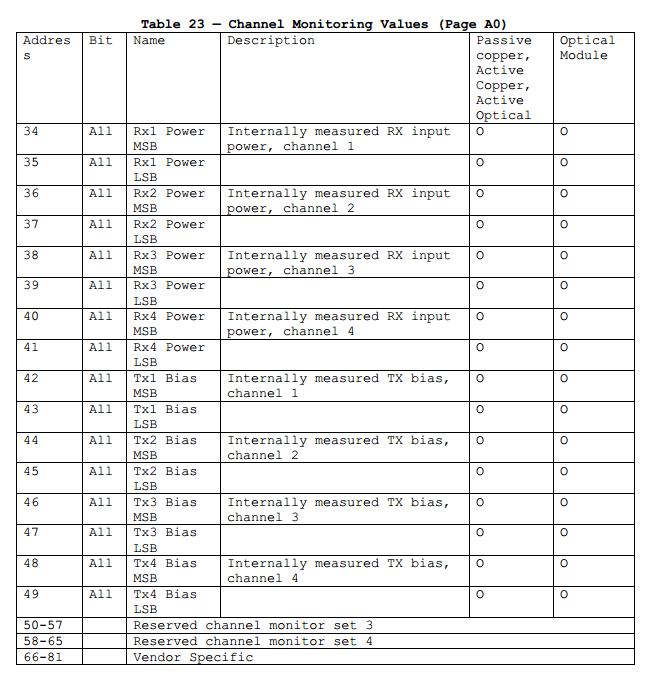 Table 23 — Channel Monitoring Values (Page A0)
Addres
s
Bit
Name
Description
Passive
copper,
Active
Copper,
Active
Optical
Optical
Module
34 All Rx1 Power Internally measured RX input O O
MSB power, channel 1
35 All Rx1 Power O O
LSB
36 All Rx2 Power Internally measured RX input O O
MSB power, channel 2
37 All Rx2 Power O O
LSB
38 All Rx3 Power Internally measured RX input O O
MSB power, channel 3
39 All Rx3 Power O O
LSB
40 All Rx4 Power Internally measured RX input O O
MSB power, channel 4
41 All Rx4 Power O O
LSB
42 All Tx1 Bias Internally measured TX bias, O O
MSB channel 1
43 All Tx1 Bias O O
LSB
44 All Tx2 Bias Internally measured TX bias, O O
MSB channel 2
45 All Tx2 Bias O O
LSB
46 All Tx3 Bias Internally measured TX bias, O O
MSB channel 3
47 All Tx3 Bias O O
LSB
48 All Tx4 Bias Internally measured TX bias, O O
MSB channel 4
49 All Tx4 Bias O O
LSB
50-57 Reserved channel monitor set 3
58-65 Reserved channel monitor set 4
66-81 Vendor Specific